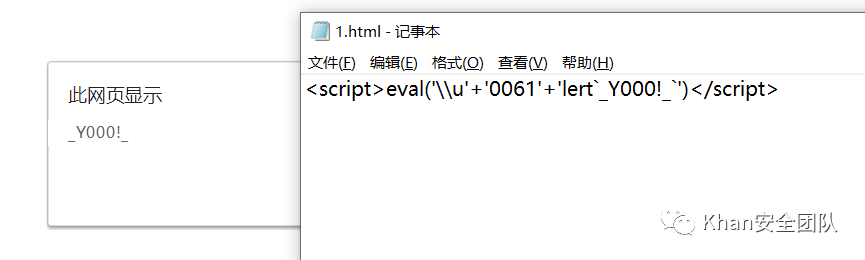 1.html - 记事本
文件(F) 编辑(E) 格式(O) 查看(V) 帮助(H)
<script>eval('\\u'+'0061'+'lert`_Y000!_`')</script>
此网页显示
_Y000!_
Khan安全团队